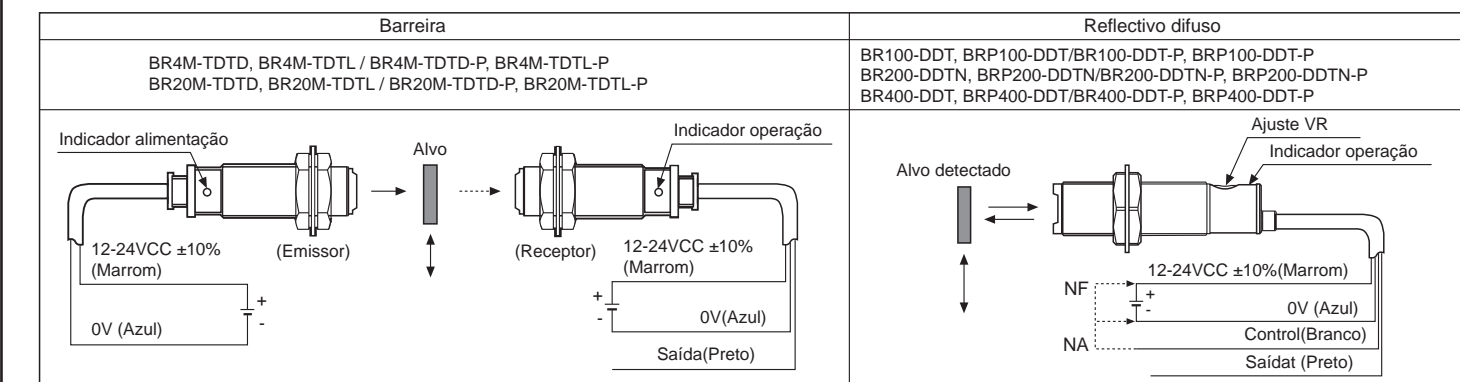 Barreira
BR4M-TDTD, BR4M-TDTL / BR4M-TDTD-P, BR4M-TDTL-P
BR20M-TDTD, BR20M-TDTL / BR20M-TDTD-P, BR20M-TDTL-P
Indicador alimentação
Alvo
Indicador operação
12-24VCC ±10%
(Marrom)
(Emissor)
(Receptor)
12-24VCC ±10%
(Marrom)
+
-
0V (Azul)
+
-
0V(Azul)
Saída(Preto)
Reflectivo difuso
BR100-DDT, BRP100-DDT/BR100-DDT-P, BRP100-DDT-P
BR200-DDTN, BRP200-DDTN/BR200-DDTN-P, BRP200-DDTN-P
BR400-DDT, BRP400-DDT/BR400-DDT-P, BRP400-DDT-P
Ajuste VR
Indicador operação
Alvo detectado
12-24VCC ±10%(Marrom)
NF
+
-
0V (Azul)
Control(Branco)
NA
Saídat (Preto)